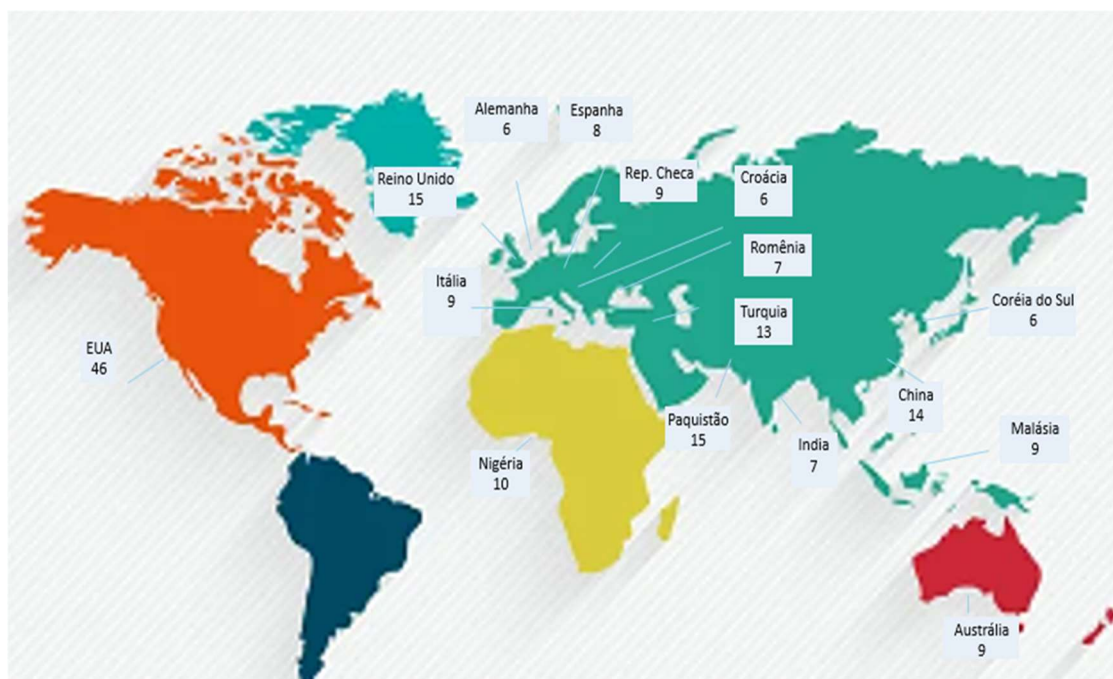 Alemanha
6
Espanha
8
Reino Unido
15
Rep. Checa
9
Croácia
6
Romênia
7
Itália
9
Turquia
13
Coréia do Sul
6
EUA
46
China
14
Paquistão
15
India
7
Malásia
9
Nigéria
10
Austrália
9